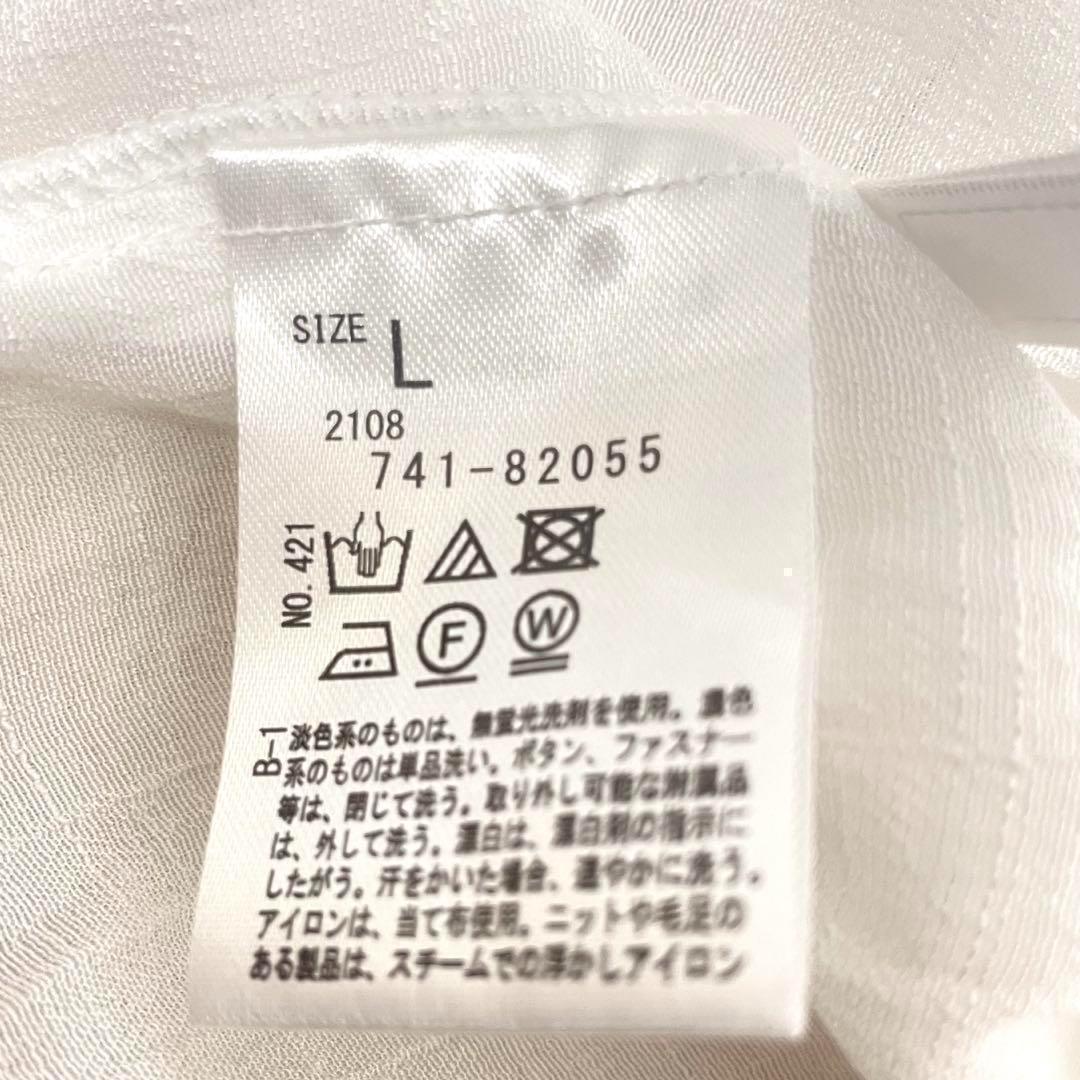 SIZE L
2108
741-82055
NO.421
F W
B-1
淡色系のものは、無蛍光洗剤を使用。濃色
系のものは単品洗い。ボタン、ファスナー
等は、閉じて洗う。取り外し可能な附属品
は、外して洗う。漂白は、漂白剤の指示に
したがう。汗をかいた場合、速やかに洗う。
アイロンは、当て布使用。ニットや毛足の
ある製品は、スチームでの浮かしアイロン